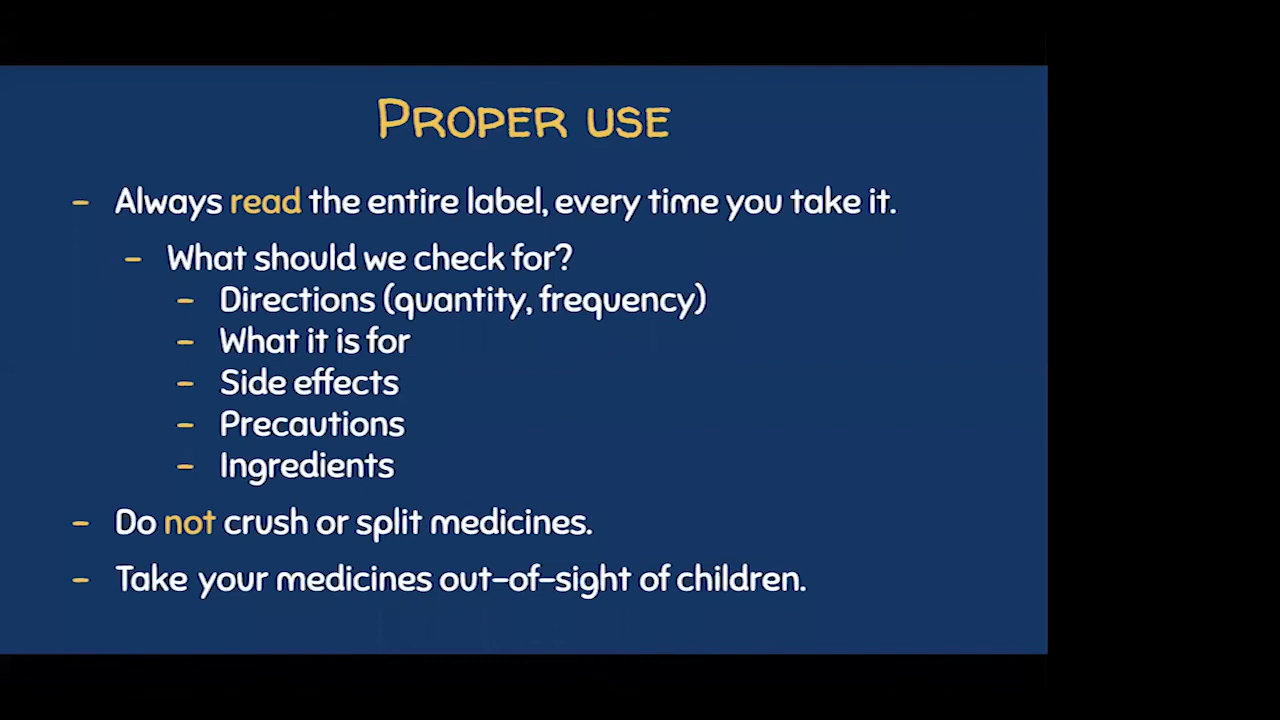 PROPER USE
- Always read the entire label, every time you take it.
- What should we check for?
- Directions (quantity, frequency)
- What it is for
- Side effects
- Precautions
- Ingredients
- Do not crush or split medicines.
- Take your medicines out-of-sight of children.